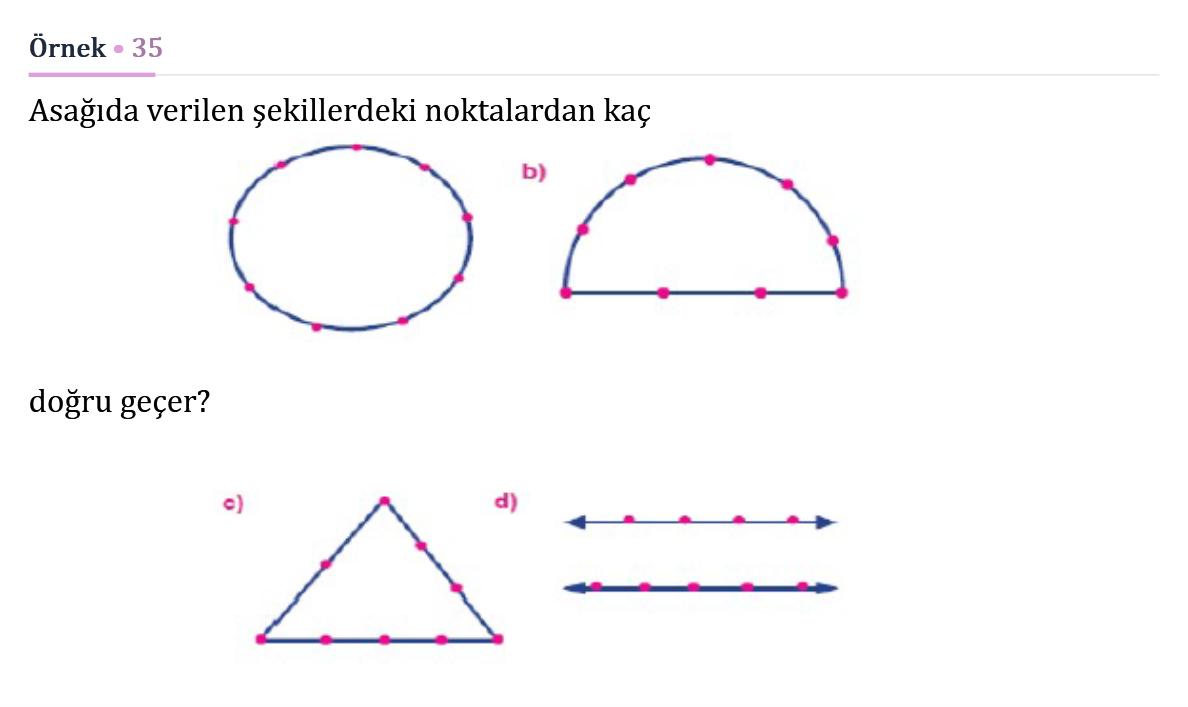 Örnek • 35
Asağıda verilen şekillerdeki noktalardan kaç
b)
doğru geçer?
c) d)